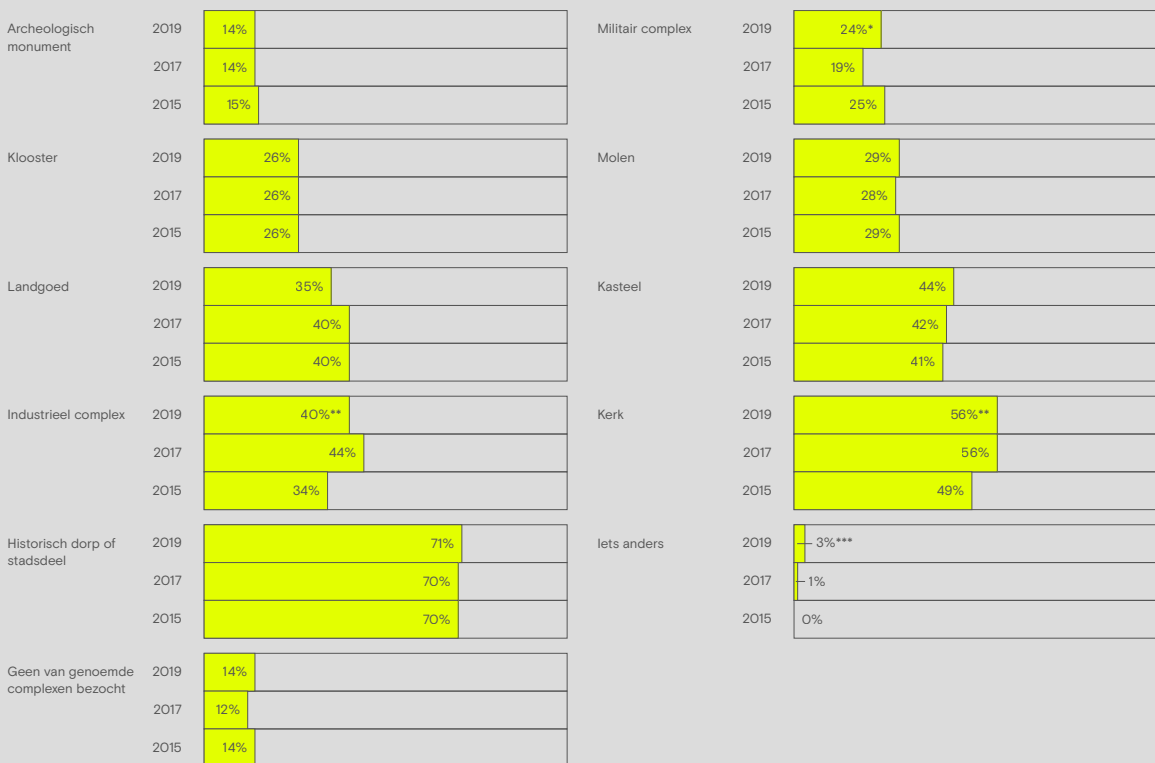 Archeologisch 2019 14%
monument
2017 14%
2015 15%
Klooster 2019 26%
2017 26%
2015 26%
Landgoed 2019 35%
2017 40%
2015 40%
Industrieel complex 2019 40%**
2017 44%
2015 34%
Historisch dorp of 2019 71%
stadsdeel
2017 70%
2015 70%
Geen van genoemde 2019 14%
complexen bezocht
2017 12%
2015 14%
Militair complex 2019 24%*
2017 19%
2015 25%
Molen 2019 29%
2017 28%
2015 29%
Kasteel 2019 44%
2017 42%
2015 41%
Kerk 2019 56%**
2017 56%
2015 49%
Iets anders 2019 3%***
2017 1%
2015 0%